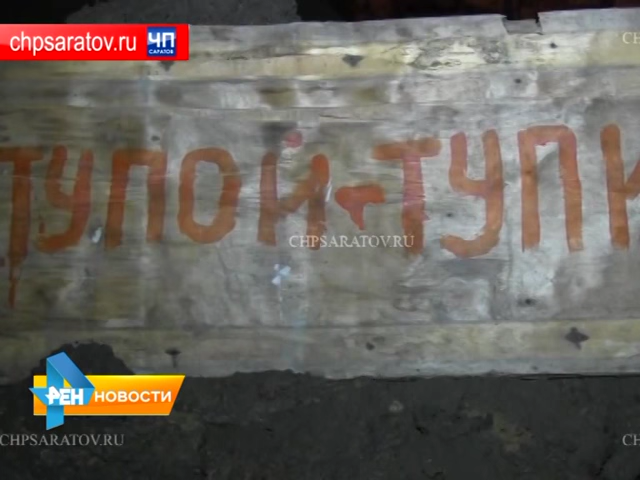 chpsaratov.ru ЧП
САРАТОВ
CHPSARATOV.RU
ТУПОЙ-ТУПИ
CHPSARATOV.RU
РЕН НОВОСТИ
CHPSARATOV.RU